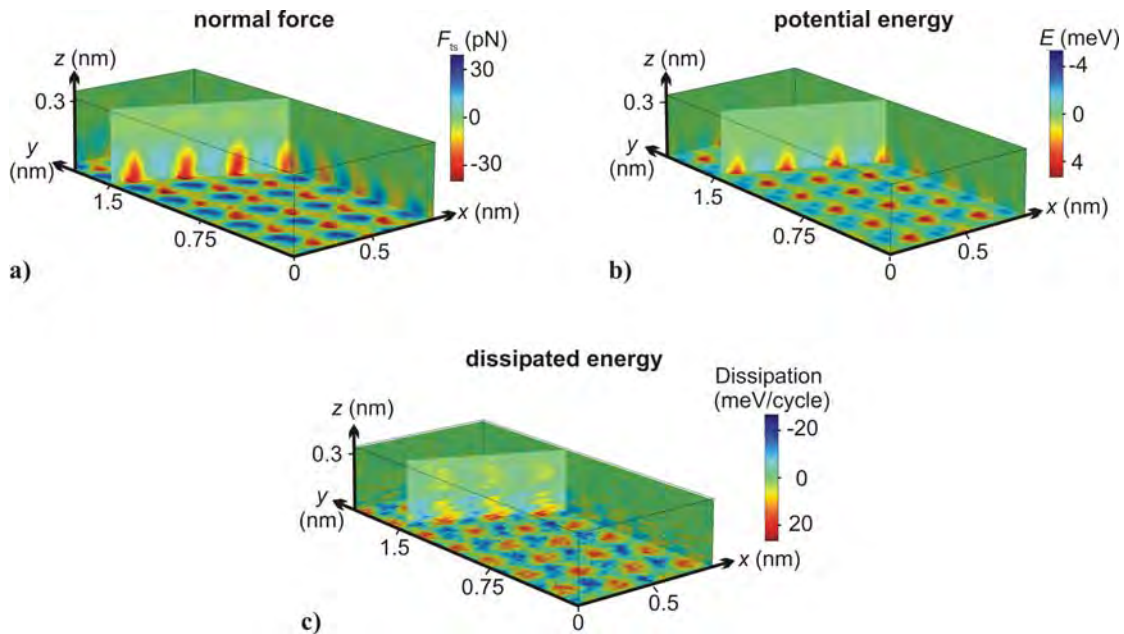 normal force
F_ts (pN)
30
0
-30
z (nm)
0.3
y
(nm)
1.5
0.75
0
0.5
x (nm)
a)
potential energy
E (meV)
-4
0
4
z (nm)
0.3
y
(nm)
1.5
0.75
0
0.5
x (nm)
b)
dissipated energy
Dissipation
(meV/cycle)
-20
0
20
z (nm)
0.3
y
(nm)
1.5
0.75
0
0.5
x (nm)
c)